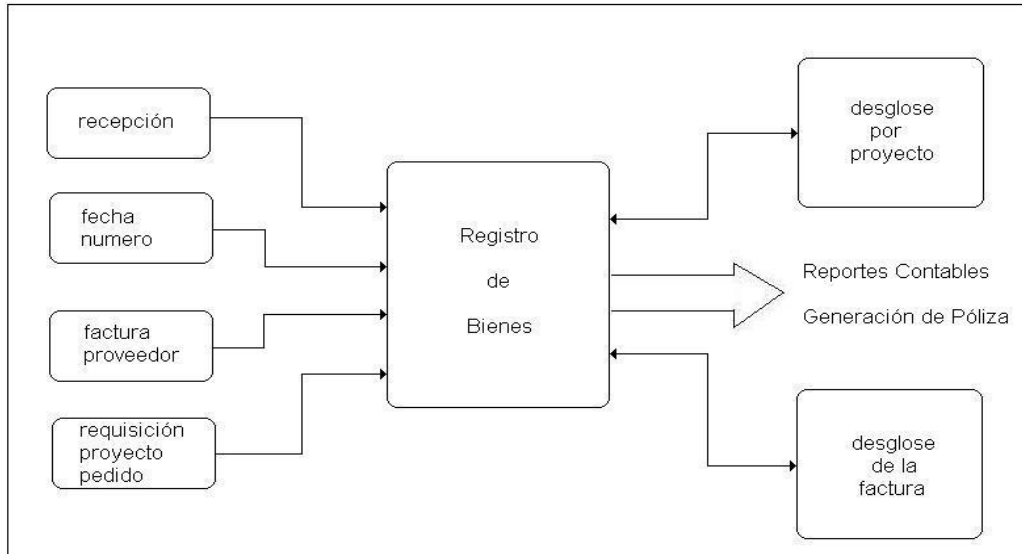 recepción
fecha
numero
factura
proveedor
requisición
proyecto
pedido
Registro
de
Bienes
desglose
por
proyecto
Reportes Contables
Generación de Póliza
desglose
de la
factura